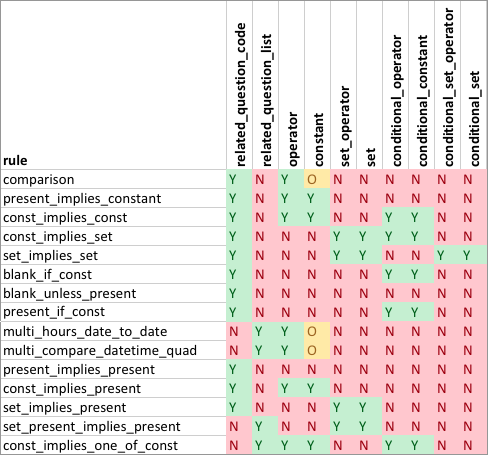 rule related_question_code related_question_list operator constant set_operator set conditional_operator conditional_constant conditional_set_operator conditional_set
comparison Y N Y O N N N N N N
present_implies_constant Y N Y Y N N N N N N
const_implies_const Y N Y Y N N Y Y N N
const_implies_set Y N N N Y Y Y Y N N
set_implies_set Y N N N Y Y N N Y Y
blank_if_const Y N N N N N Y Y N N
blank_unless_present Y N N N N N N N N N
present_if_const Y N N N N N Y Y N N
multi_hours_date_to_date N Y Y O N N N N N N
multi_compare_datetime_quad N Y Y O N N N N N N
present_implies_present Y N N N N N N N N N
const_implies_present Y N Y Y N N N N N N
set_implies_present Y N N N Y Y N N N N
set_present_implies_present N Y N N Y Y N N N N
const_implies_one_of_const N Y Y Y N N Y Y N N